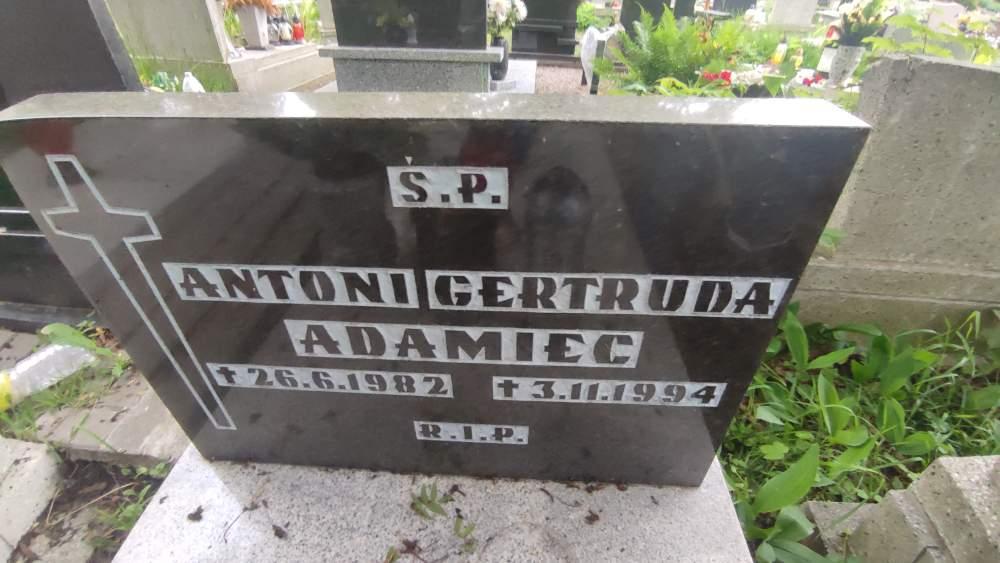 Ś.P.
ANTONI GERTRUDA
ADAMIEC
✝26.6.1982 ✝3.11.1994
R.I.P.